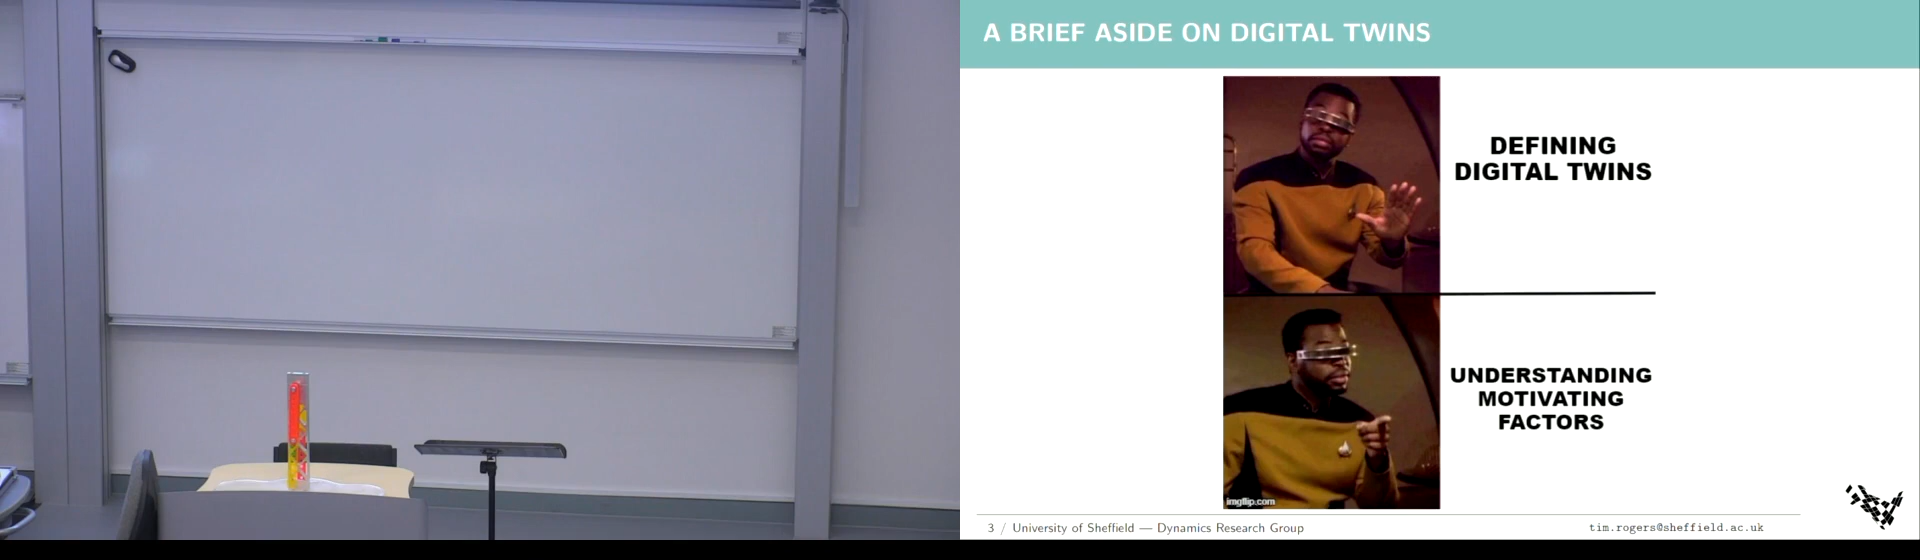 A BRIEF ASIDE ON DIGITAL TWINS
DEFINING
DIGITAL TWINS
UNDERSTANDING
MOTIVATING
FACTORS
imgflip.com
3 / University of Sheffield — Dynamics Research Group
tim.rogers@sheffield.ac.uk